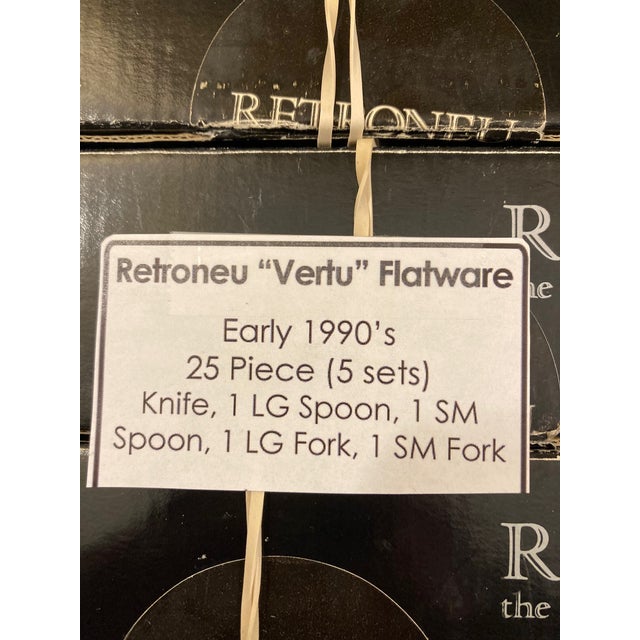 RETRONEU
R
he
Retroneu “Vertu” Flatware
Early 1990’s
25 Piece (5 sets)
Knife, 1 LG Spoon, 1 SM
Spoon, 1 LG Fork, 1 SM Fork
R
the